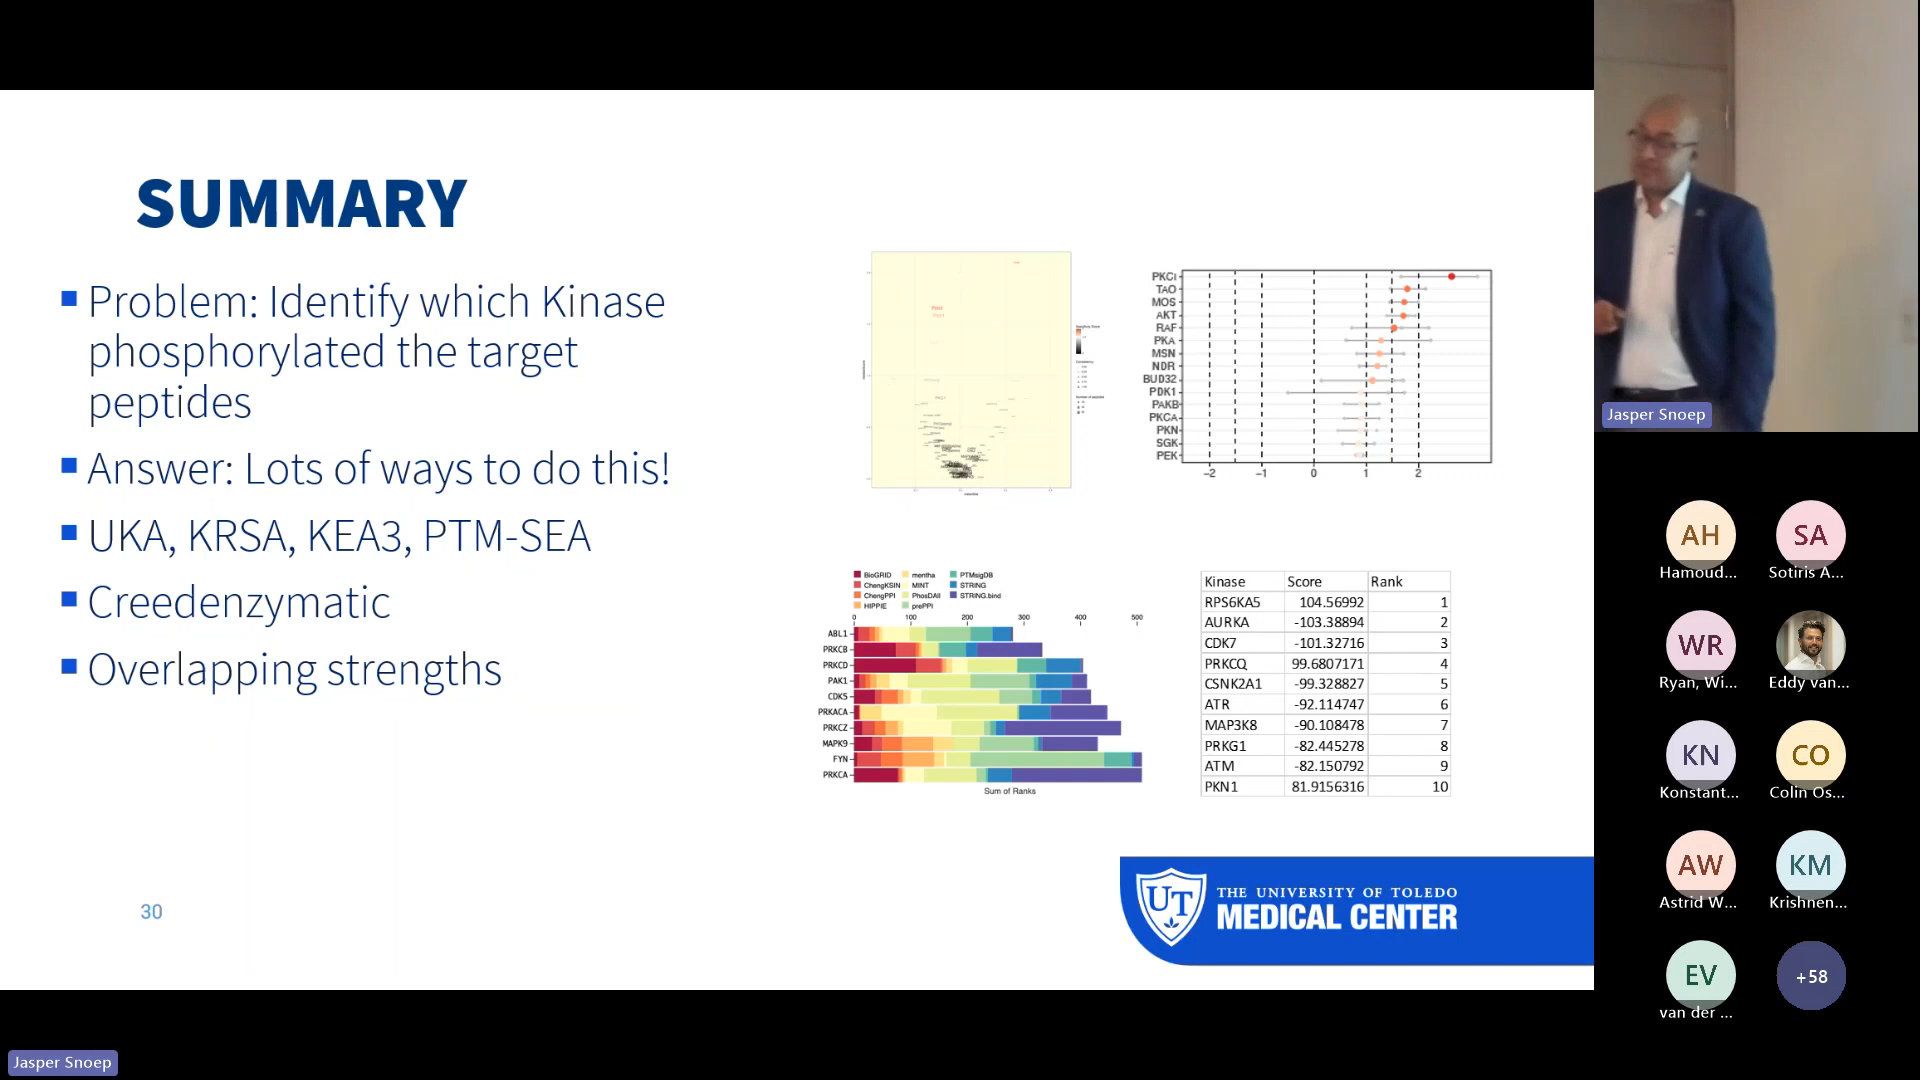 SUMMARY
Problem: Identify which Kinase
phosphorylated the target
peptides
Answer: Lots of ways to do this!
UKA, KRSA, KEA3, PTM-SEA
Creedenzymatic
Overlapping strengths
30
PKCι
TAO
MOS
AKT
RAF
PKA
MSN
NDR
BUD32
PDK1
PAKB
PKCA
PKN
SGK
PEK
-2 -1 0 1 2
BioGRID mentha PTMsigDB
ChengKSIN MINT STRING
ChengPPI PhosDAll STRING.bind
HIPPIE prePPI
0 100 200 300 400 500
ABL1
PRKCB
PRKCD
PAK1
CDK5
PRKACA
PRKCZ
MAPK9
FYN
PRKCA
Sum of Ranks
Kinase Score Rank
RPS6KA5 104.56992 1
AURKA -103.38894 2
CDK7 -101.32716 3
PRKCQ 99.6807171 4
CSNK2A1 -99.328827 5
ATR -92.114747 6
MAP3K8 -90.108478 7
PRKG1 -82.445278 8
ATM -82.150792 9
PKN1 81.9156316 10
UT
THE UNIVERSITY OF TOLEDO
MEDICAL CENTER
Jasper Snoep
AH SA
Hamoud... Sotiris A...
WR
Ryan, Wi... Eddy van...
KN CO
Konstant... Colin Os...
AW KM
Astrid W... Krishnen...
EV +58
van der ...
Jasper Snoep